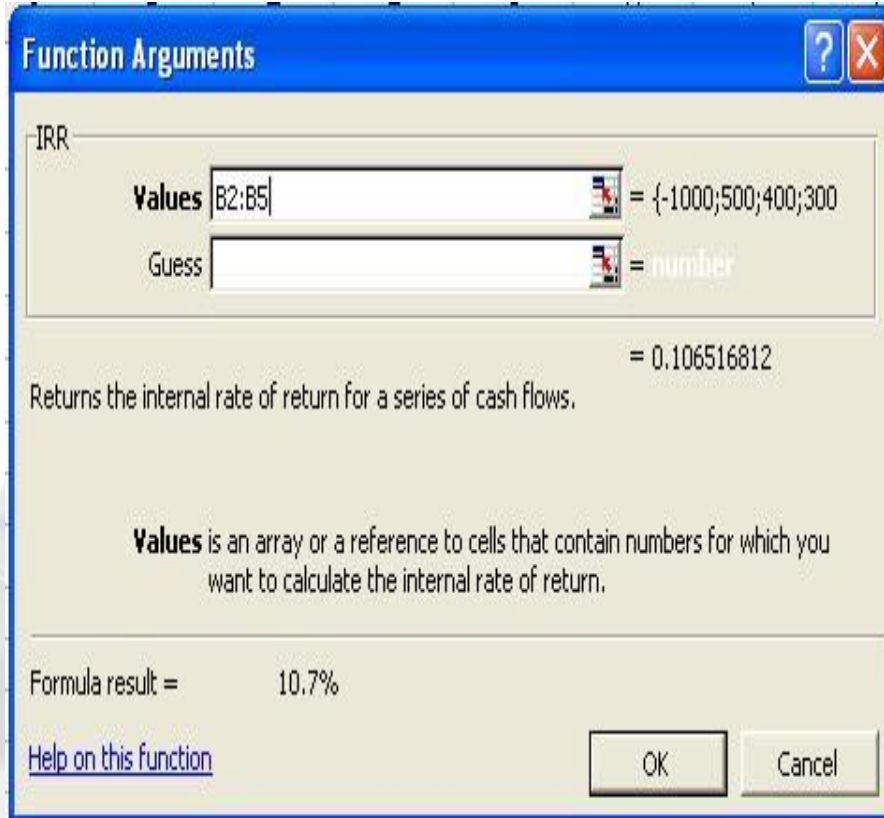 Function Arguments
?
X
IRR
Values B2:B5 = {-1000;500;400;300
Guess = number
= 0.106516812
Returns the internal rate of return for a series of cash flows.
Values is an array or a reference to cells that contain numbers for which you
want to calculate the internal rate of return.
Formula result = 10.7%
Help on this function
OK
Cancel